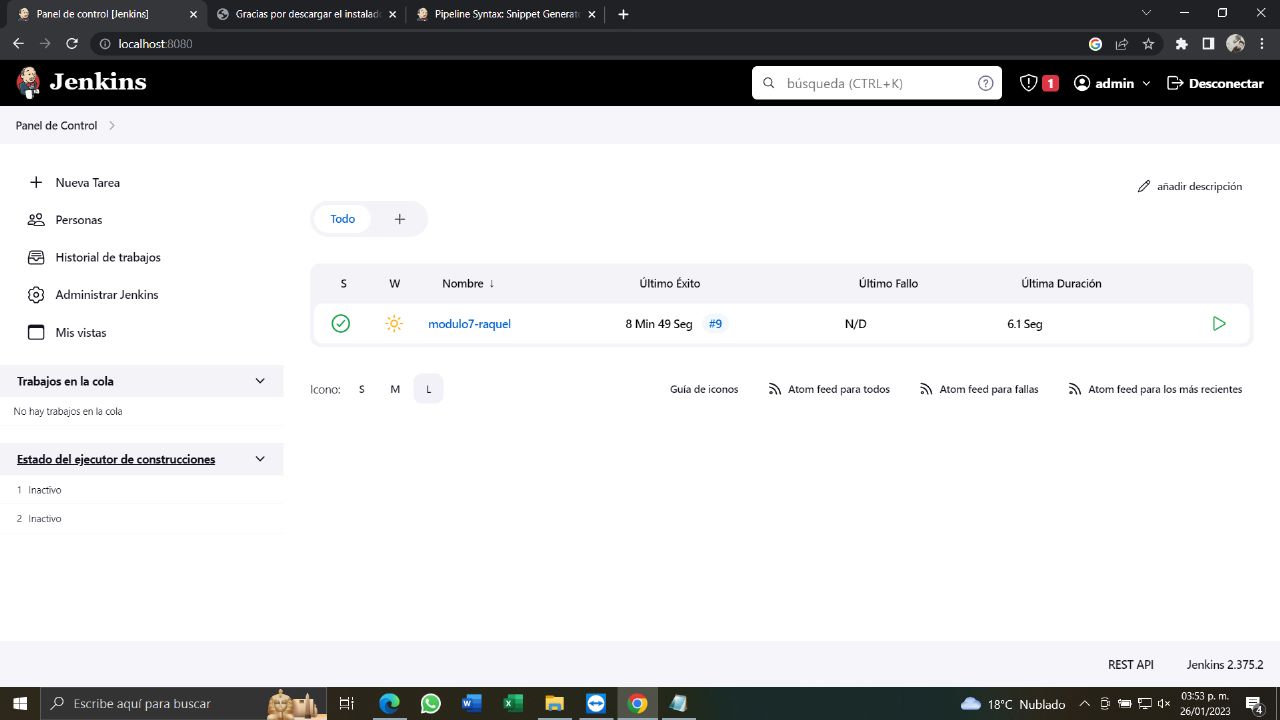 Panel de Control [Jenkins]
Gracias por descargar el instalad
Pipeline Syntax: Snippet Generat
localhost:8080
Jenkins
búsqueda (CTRL+K)
1
admin
Desconectar
Panel de Control
Nueva Tarea
Personas
Historial de trabajos
Administrar Jenkins
Mis vistas
Trabajos en la cola
No hay trabajos en la cola
Estado del ejecutor de construcciones
1 Inactivo
2 Inactivo
añadir descripción
Todo
S W Nombre ↓ Último Éxito Último Fallo Última Duración
modulo7-raquel 8 Min 49 Seg #9 N/D 6.1 Seg
Icono: S M L
Guía de iconos Atom feed para todos Atom feed para fallas Atom feed para los más recientes
REST API Jenkins 2.375.2
Escribe aquí para buscar
18°C Nublado
03:53 p. m.
26/01/2023
4